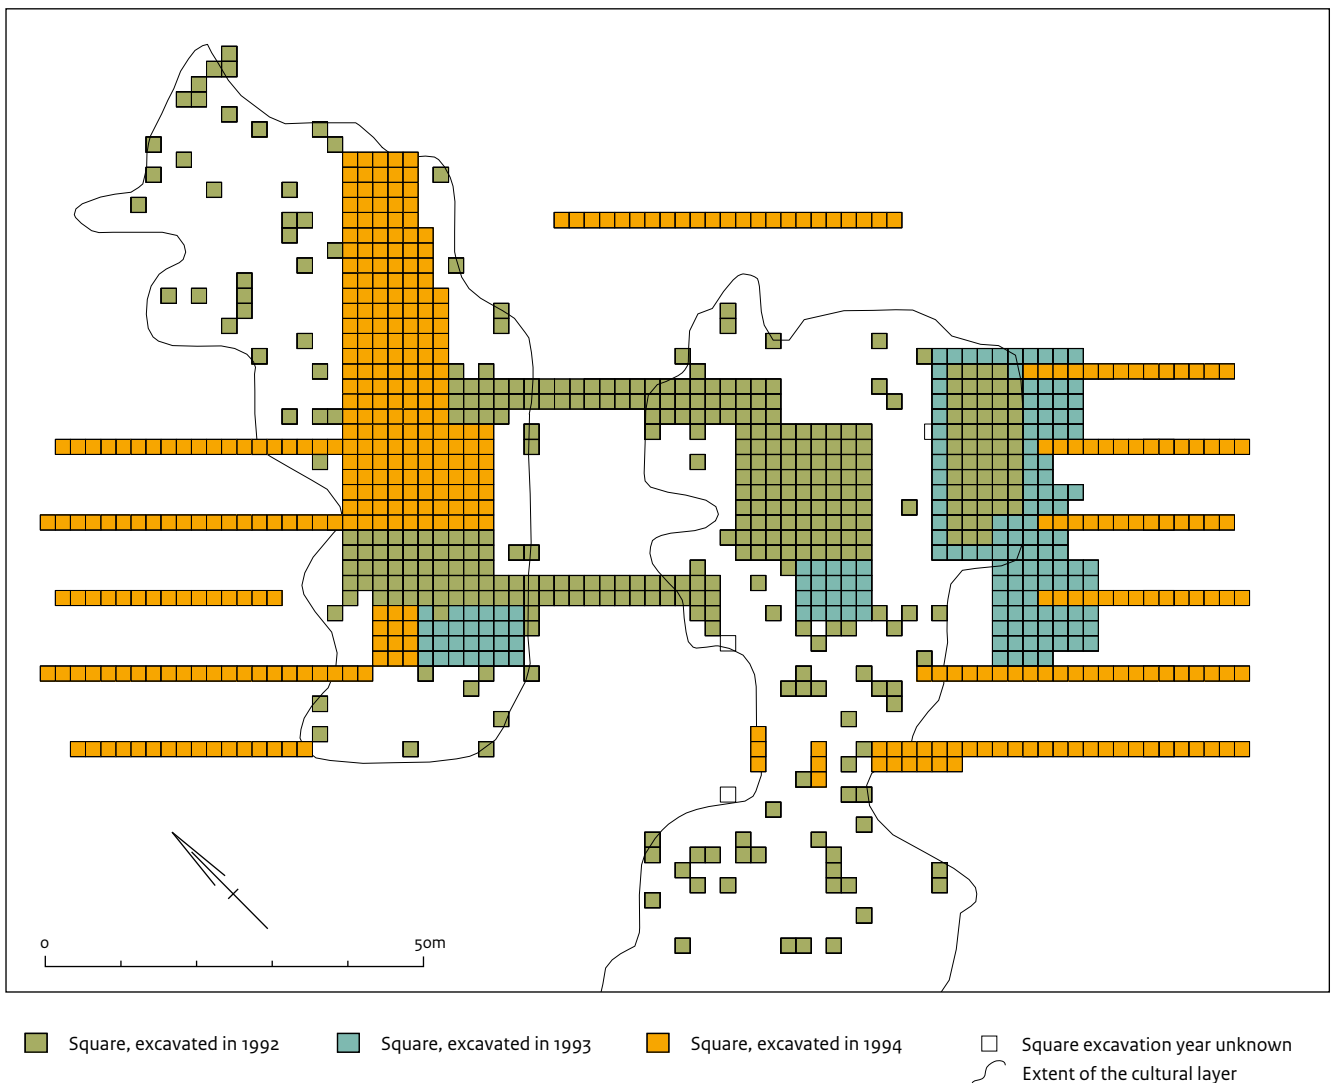 0 50m
Square, excavated in 1992 Square, excavated in 1993 Square, excavated in 1994 Square excavation year unknown
Extent of the cultural layer